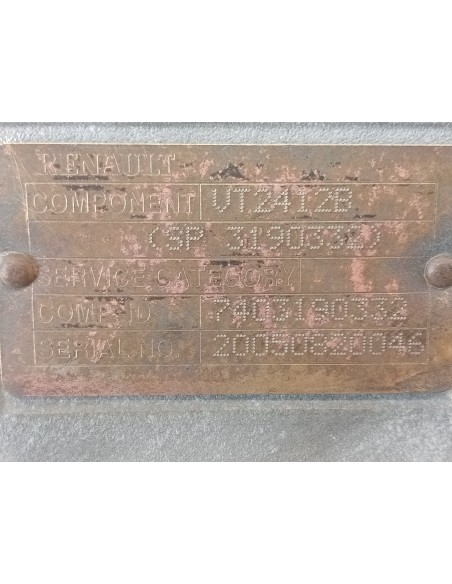 RENAULT
COMPONENT VT2412B
(SP 3190332)
SERVICE CATEGORY
COMP. ID 7403190332
SERIAL NO. 20050820046